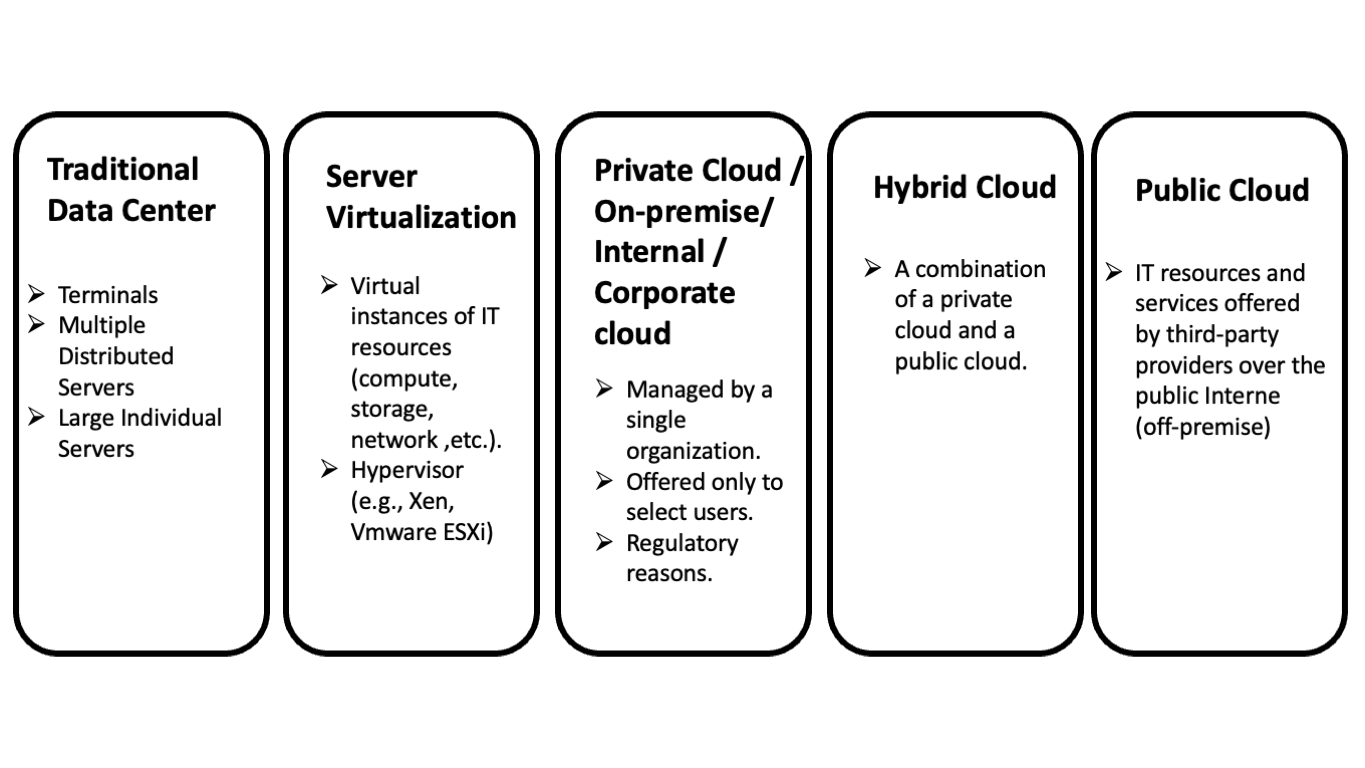 Traditional
Data Center
➢ Terminals
➢ Multiple
Distributed
Servers
➢ Large Individual
Servers
Server
Virtualization
➢ Virtual
instances of IT
resources
(compute,
storage,
network ,etc.).
➢ Hypervisor
(e.g., Xen,
Vmware ESXi)
Private Cloud /
On-premise/
Internal /
Corporate
cloud
➢ Managed by a
single
organization.
➢ Offered only to
select users.
➢ Regulatory
reasons.
Hybrid Cloud
➢ A combination
of a private
cloud and a
public cloud.
Public Cloud
➢ IT resources and
services offered
by third-party
providers over the
public Interne
(off-premise)